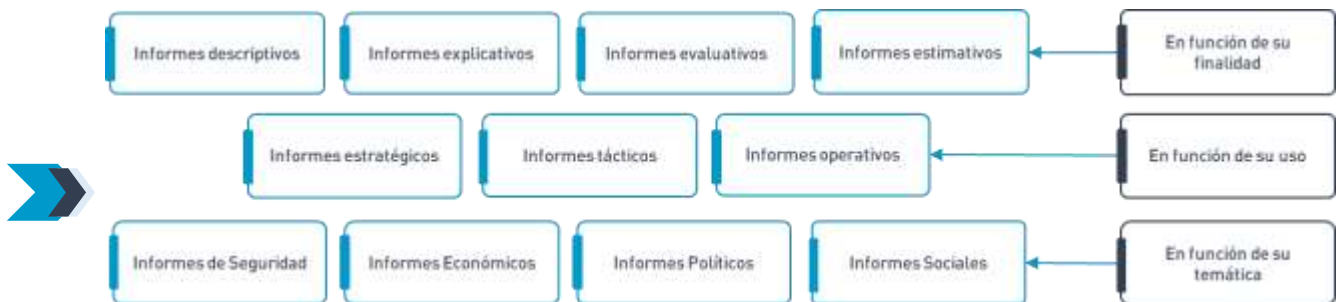 Informes descriptivos
Informes explicativos
Informes evaluativos
Informes estimativos
En función de su
finalidad
Informes estratégicos
Informes tácticos
Informes operativos
En función de su uso
Informes de Seguridad
Informes Económicos
Informes Políticos
Informes Sociales
En función de su
temática